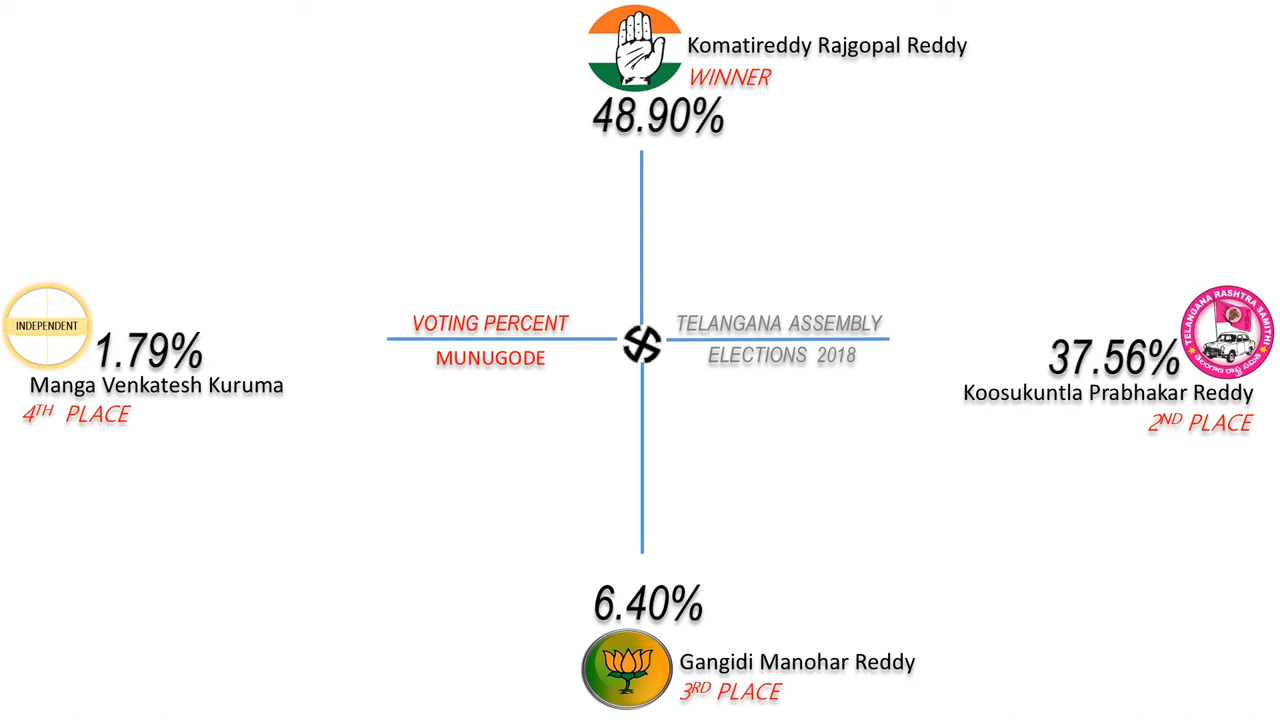 Komatireddy Rajgopal Reddy
WINNER
48.90%
INDEPENDENT
1.79%
Manga Venkatesh Kuruma
4TH PLACE
VOTING PERCENT
MUNUGODE
TELANGANA ASSEMBLY
ELECTIONS 2018
TELANGANA RASHTRA SAMITHI
తెలంగాణ రాష్ట్ర సమితి
37.56%
Koosukuntla Prabhakar Reddy
2ND PLACE
6.40%
Gangidi Manohar Reddy
3RD PLACE